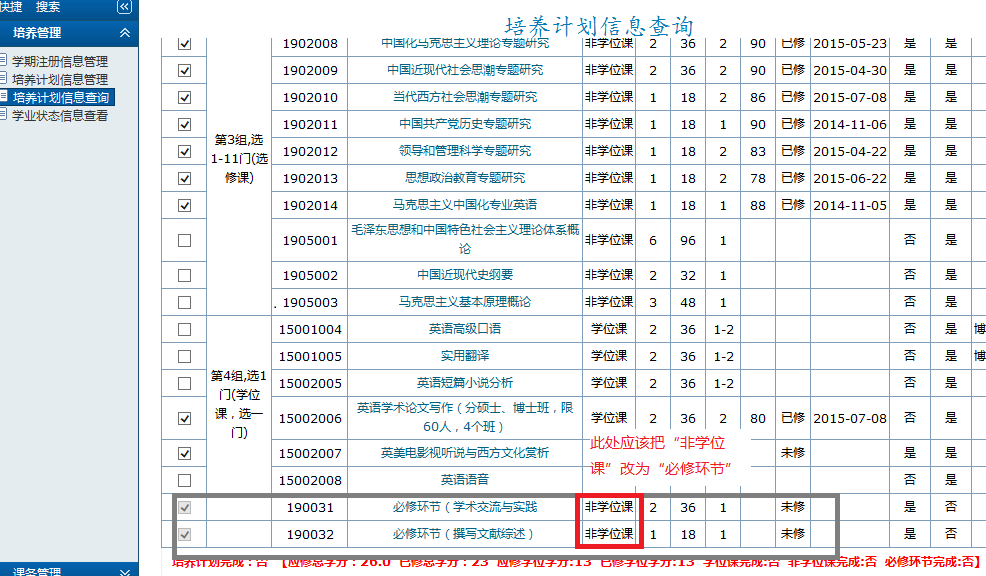 快捷 搜索
培养管理
学期注册信息管理
培养计划信息管理
培养计划信息查询
学业状态信息查看
课务管理
培养计划信息查询
1902008 中国化马克思主义理论专题研究 非学位课 2 36 2 90 已修 2015-05-23 是 是
1902009 中国近现代社会思潮专题研究 非学位课 2 36 2 90 已修 2015-04-30 是 是
1902010 当代西方社会思潮专题研究 非学位课 1 18 2 86 已修 2015-07-08 是 是
1902011 中国共产党历史专题研究 非学位课 1 18 1 90 已修 2014-11-06 是 是
第3组,选
1-11门(选
修课)
1902012 领导和管理科学专题研究 非学位课 1 18 2 83 已修 2015-04-22 是 是
1902013 思想政治教育专题研究 非学位课 1 18 2 78 已修 2015-06-22 是 是
1902014 马克思主义中国化专业英语 非学位课 1 18 1 88 已修 2014-11-05 是 是
1905001 毛泽东思想和中国特色社会主义理论体系概 非学位课 6 96 1 否 是
论
1905002 中国近现代史纲要 非学位课 2 32 1 否 是
. 1905003 马克思主义基本原理概论 非学位课 3 48 1 否 是
15001004 英语高级口语 学位课 2 36 1-2 否 是 博
15001005 实用翻译 学位课 2 36 1-2 否 是 博
第4组,选1
门(学位
课，选一
门)
15002005 英语短篇小说分析 学位课 2 36 1-2 否 是
15002006 英语学术论文写作（分硕士、博士班，限 学位课 2 36 2 80 已修 2015-07-08 否 是
60人，4个班）
15002007 英美电影视听说与西方文化赏析 未修 否 是
15002008 英语语音 否 是
此处应该把“非学位
课”改为“必修环节”
190031 必修环节（学术交流与实践 非学位课 2 36 1 未修 是 否
190032 必修环节（撰写文献综述） 非学位课 1 18 1 未修 是 否
培养计划完成：否 【应修总学分：26.0 已修总学分：23 应修学位学分:13 已修学位学分:13 学位课完成:否 非学位课完成:否 必修环节完成:否】